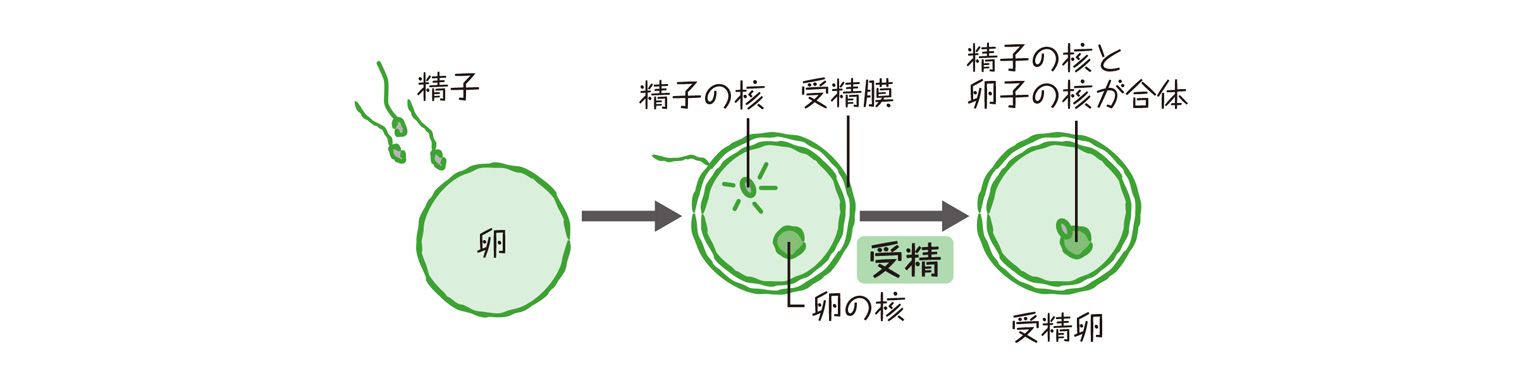 精子
卵
精子の核
受精膜
卵の核
受精
精子の核と
卵子の核が合体
受精卵